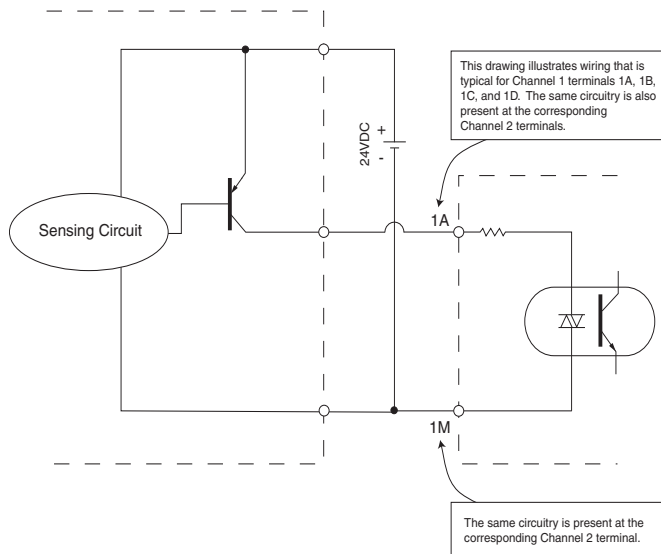 This drawing illustrates wiring that is
typical for Channel 1 terminals 1A, 1B,
1C, and 1D. The same circuitry is also
present at the corresponding
Channel 2 terminals.
+
24VDC
-
1A
Sensing Circuit
1M
The same circuitry is present at the
corresponding Channel 2 terminal.